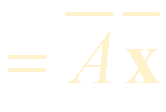 = A̅ x̅